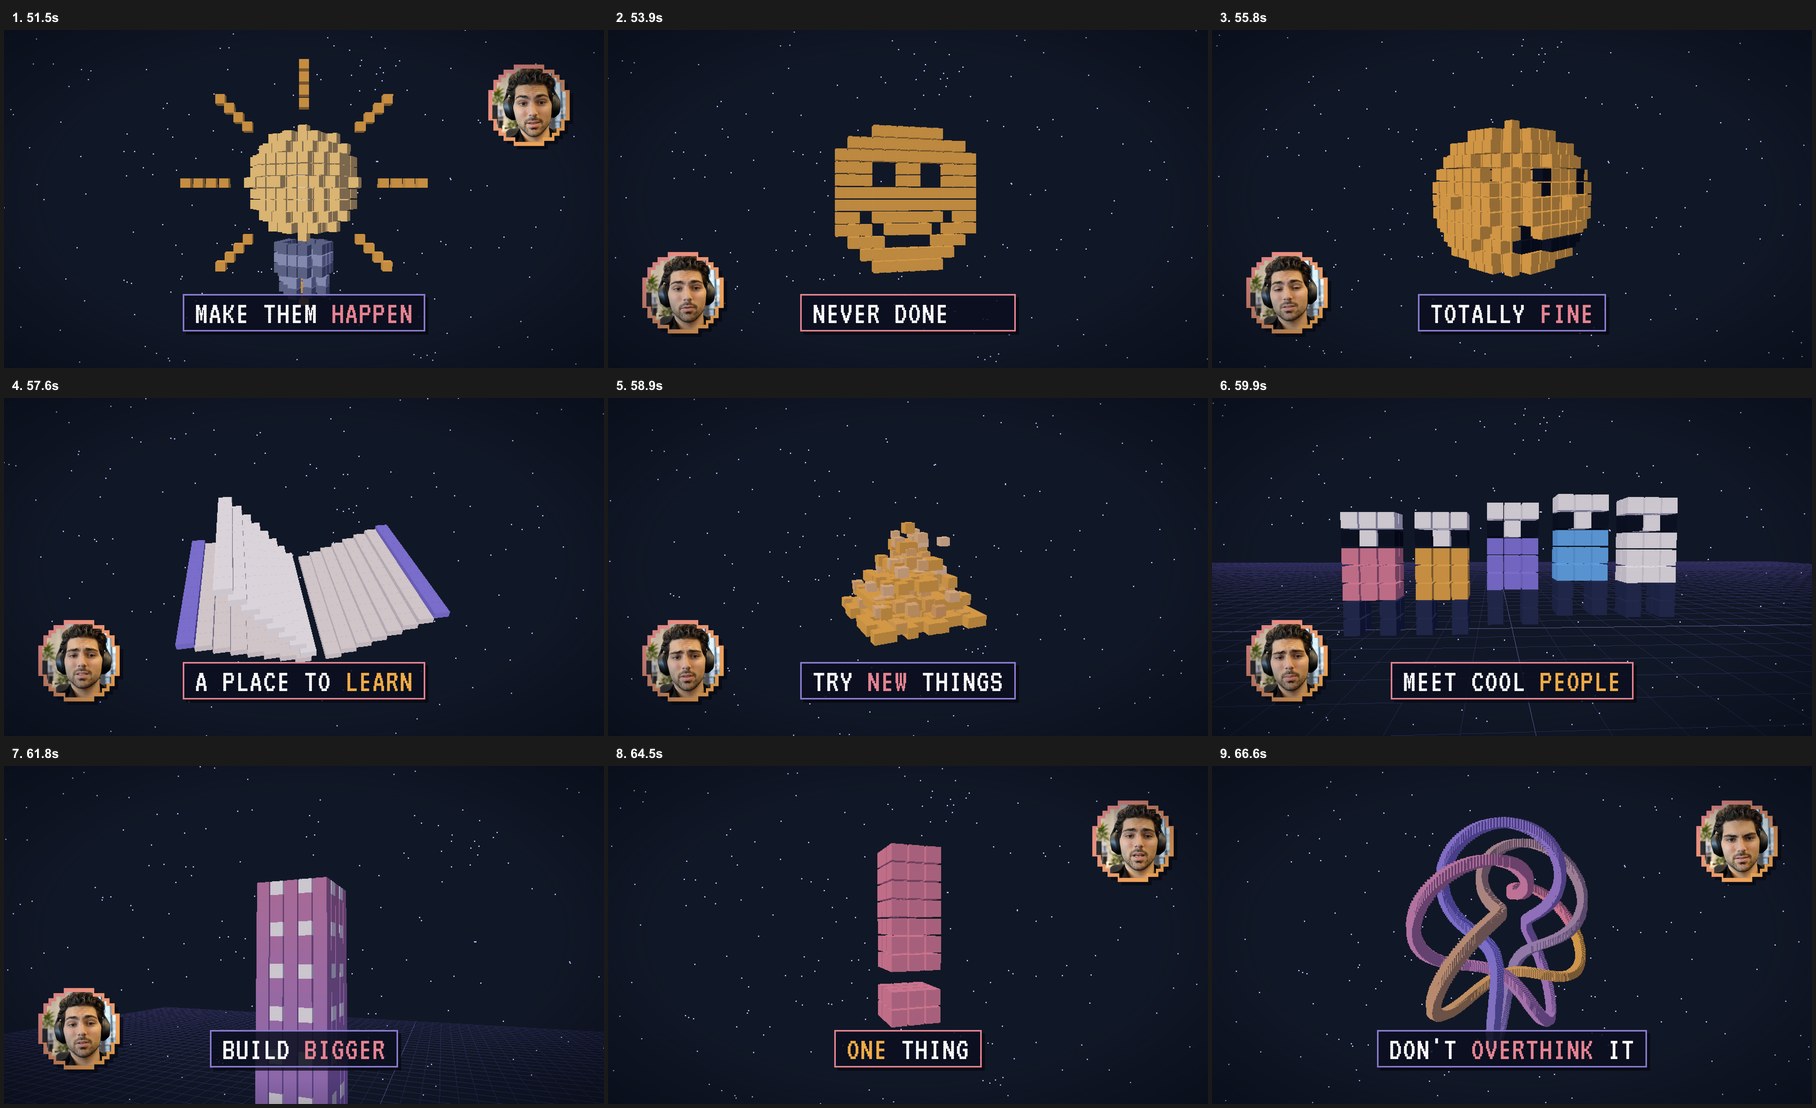 1. 51.5s
MAKE THEM HAPPEN
2. 53.9s
NEVER DONE
3. 55.8s
TOTALLY FINE
4. 57.6s
A PLACE TO LEARN
5. 58.9s
TRY NEW THINGS
6. 59.9s
MEET COOL PEOPLE
7. 61.8s
BUILD BIGGER
8. 64.5s
ONE THING
9. 66.6s
DON'T OVERTHINK IT